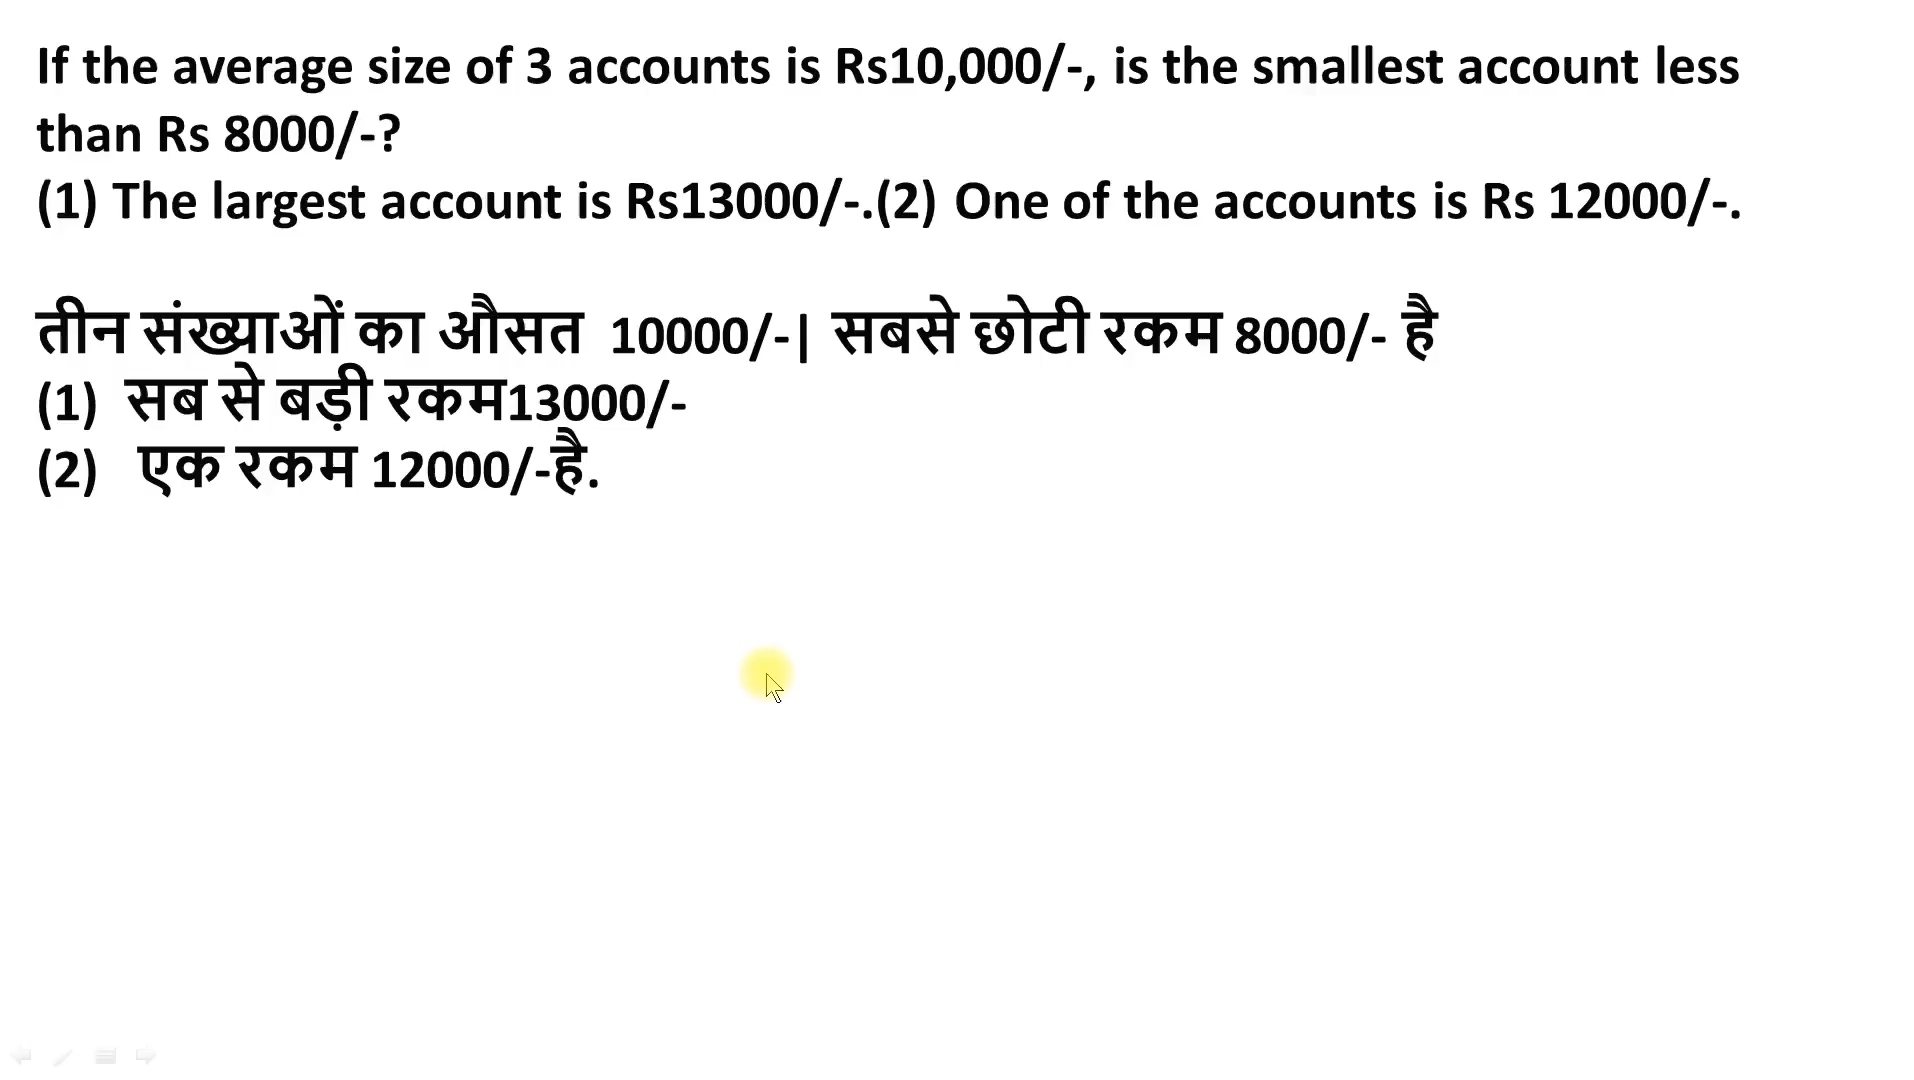 If the average size of 3 accounts is Rs10,000/-, is the smallest account less
than Rs 8000/-?
(1) The largest account is Rs13000/-.(2) One of the accounts is Rs 12000/-.
तीन संख्याओं का औसत 10000/-| सबसे छोटी रकम 8000/- है
(1) सब से बड़ी रकम13000/-
(2) एक रकम 12000/-है.